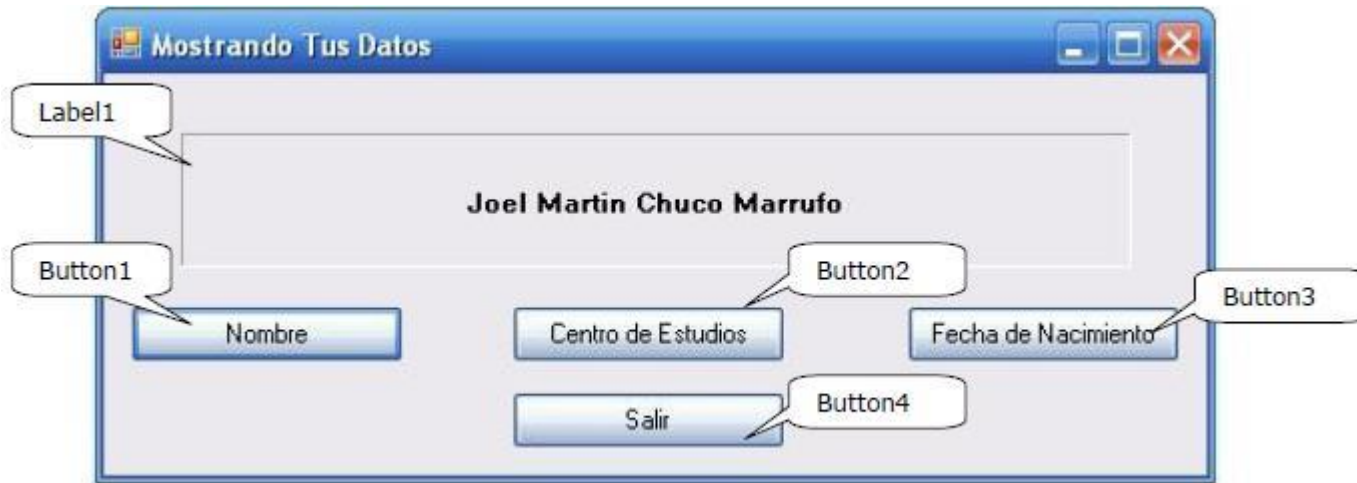 Mostrando Tus Datos
Label1
Joel Martin Chuco Marrufo
Button1
Button2
Button3
Nombre
Centro de Estudios
Fecha de Nacimiento
Salir
Button4